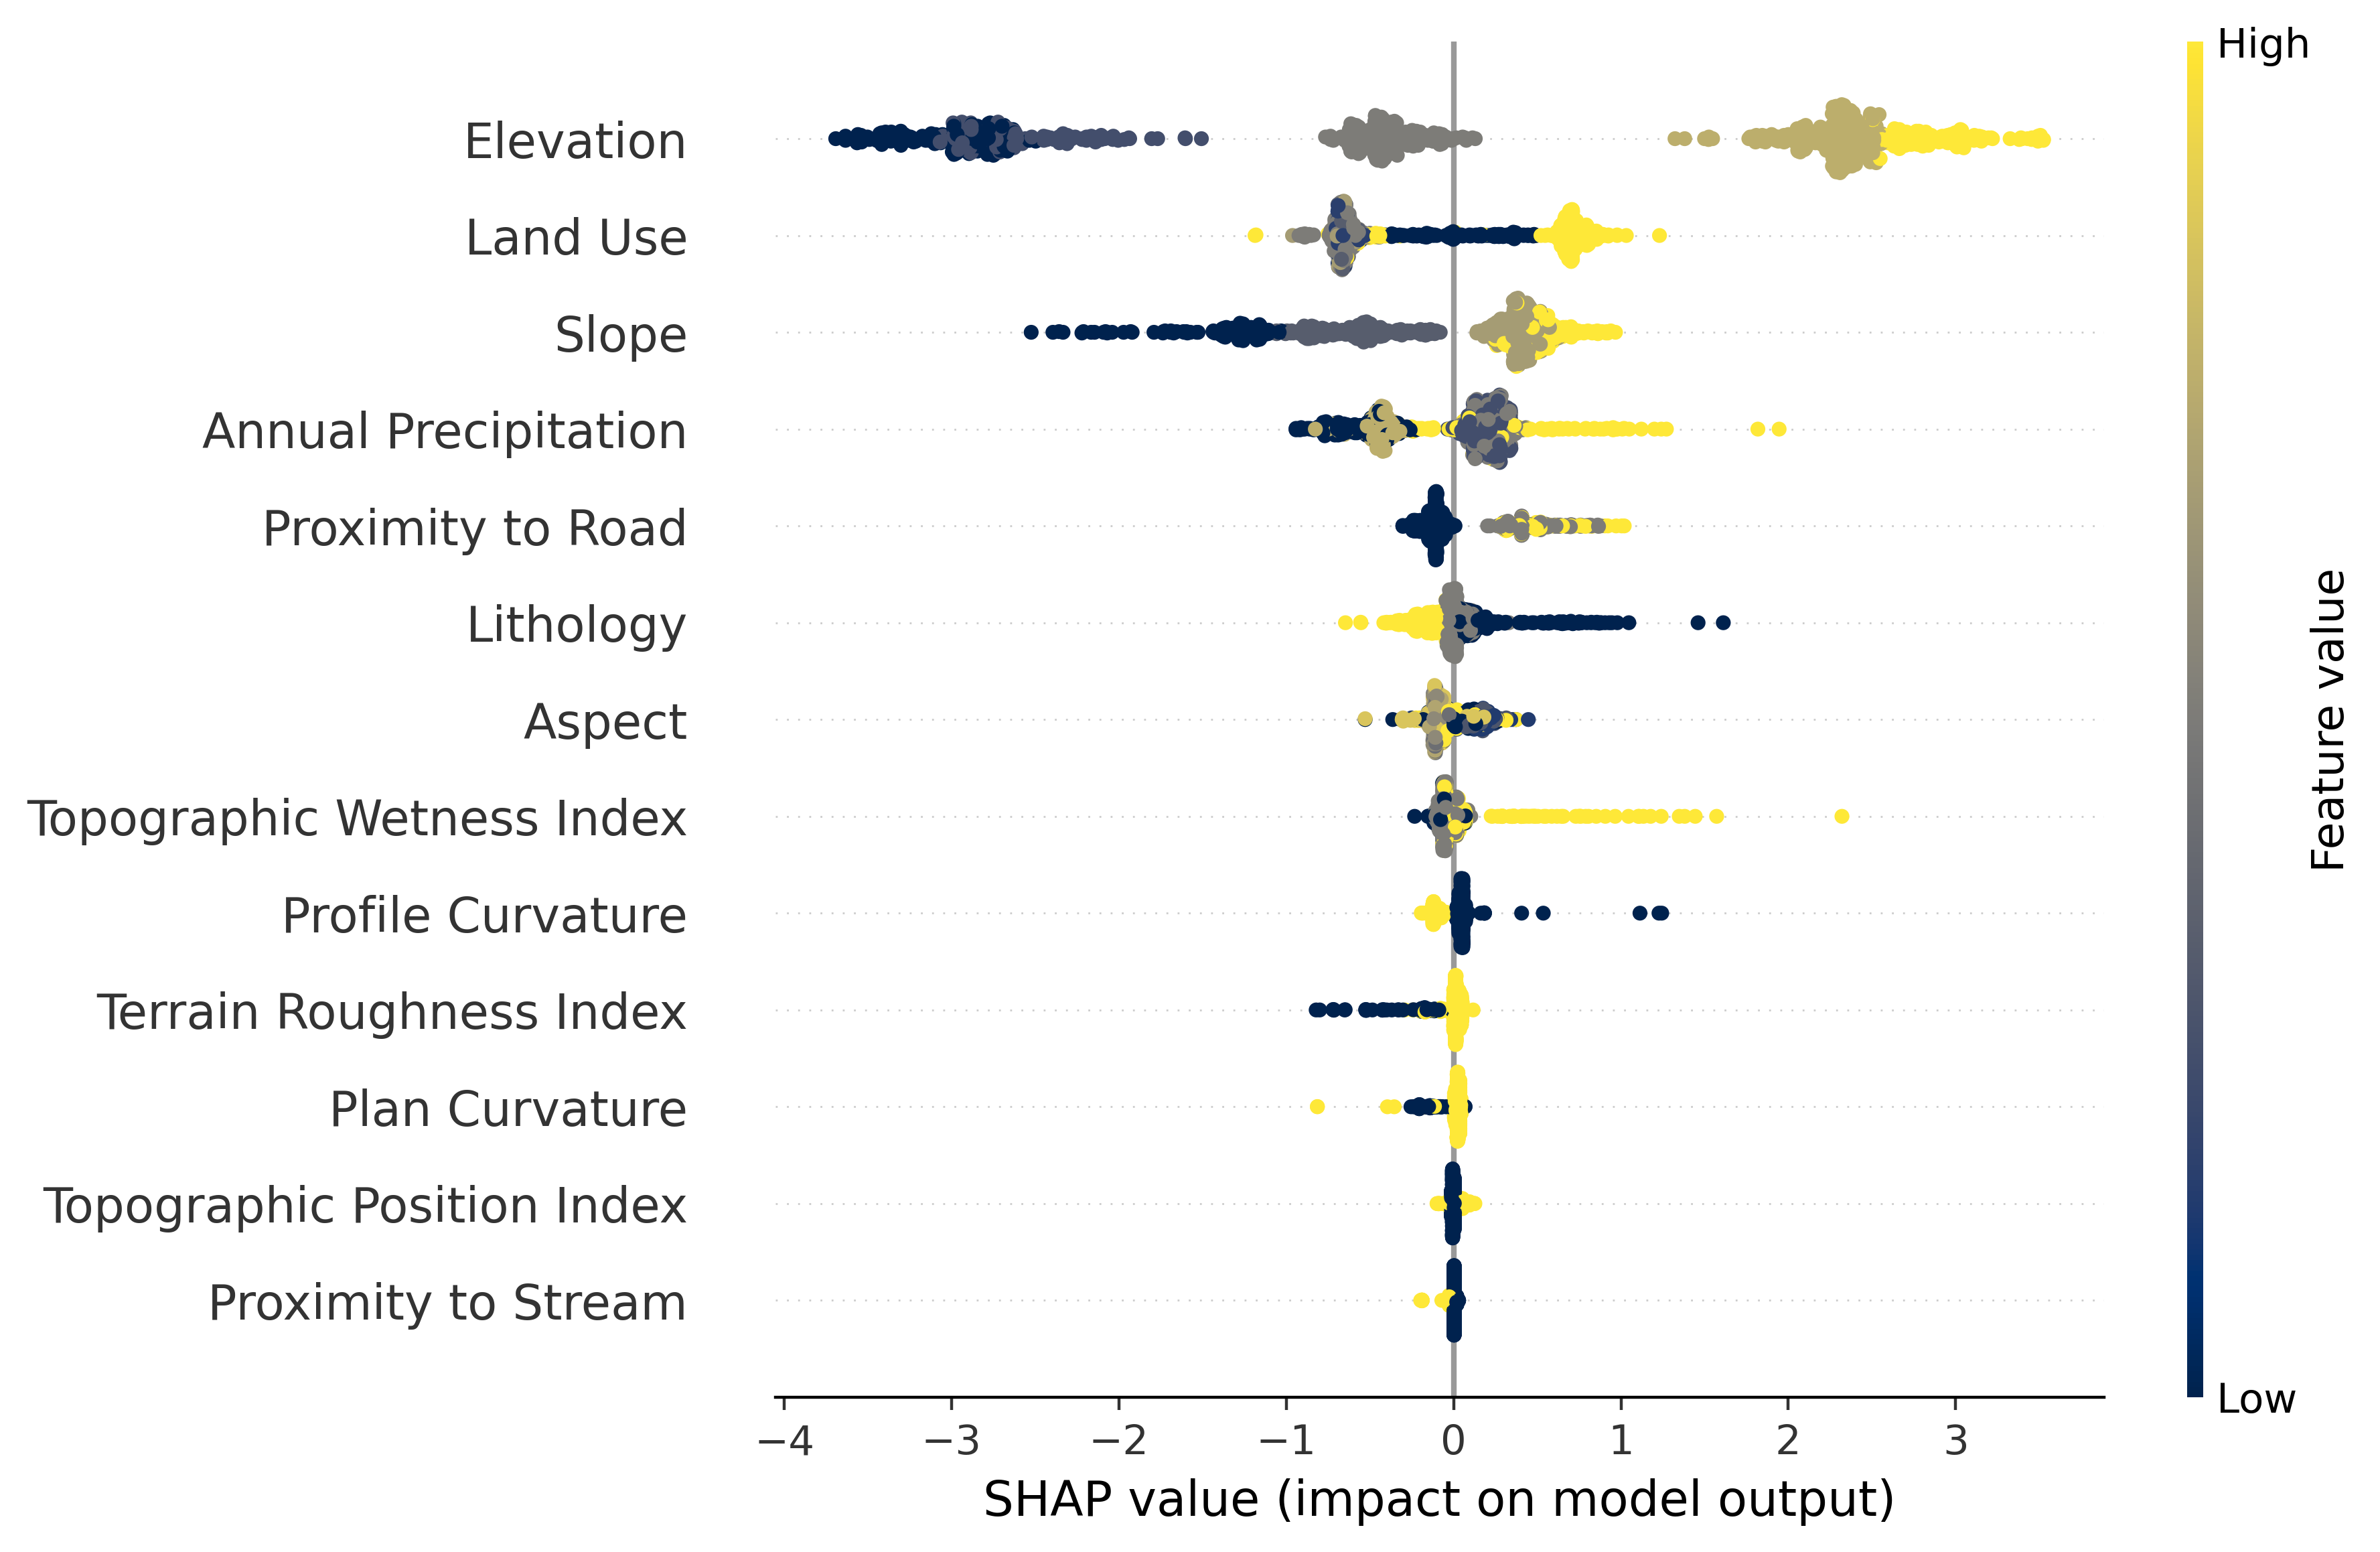 High
Elevation
Land Use
Slope
Annual Precipitation
Proximity to Road
Lithology
Aspect
Topographic Wetness Index
Profile Curvature
Terrain Roughness Index
Plan Curvature
Topographic Position Index
Proximity to Stream
Feature value
Low
−4 −3 −2 −1 0 1 2 3
SHAP value (impact on model output)